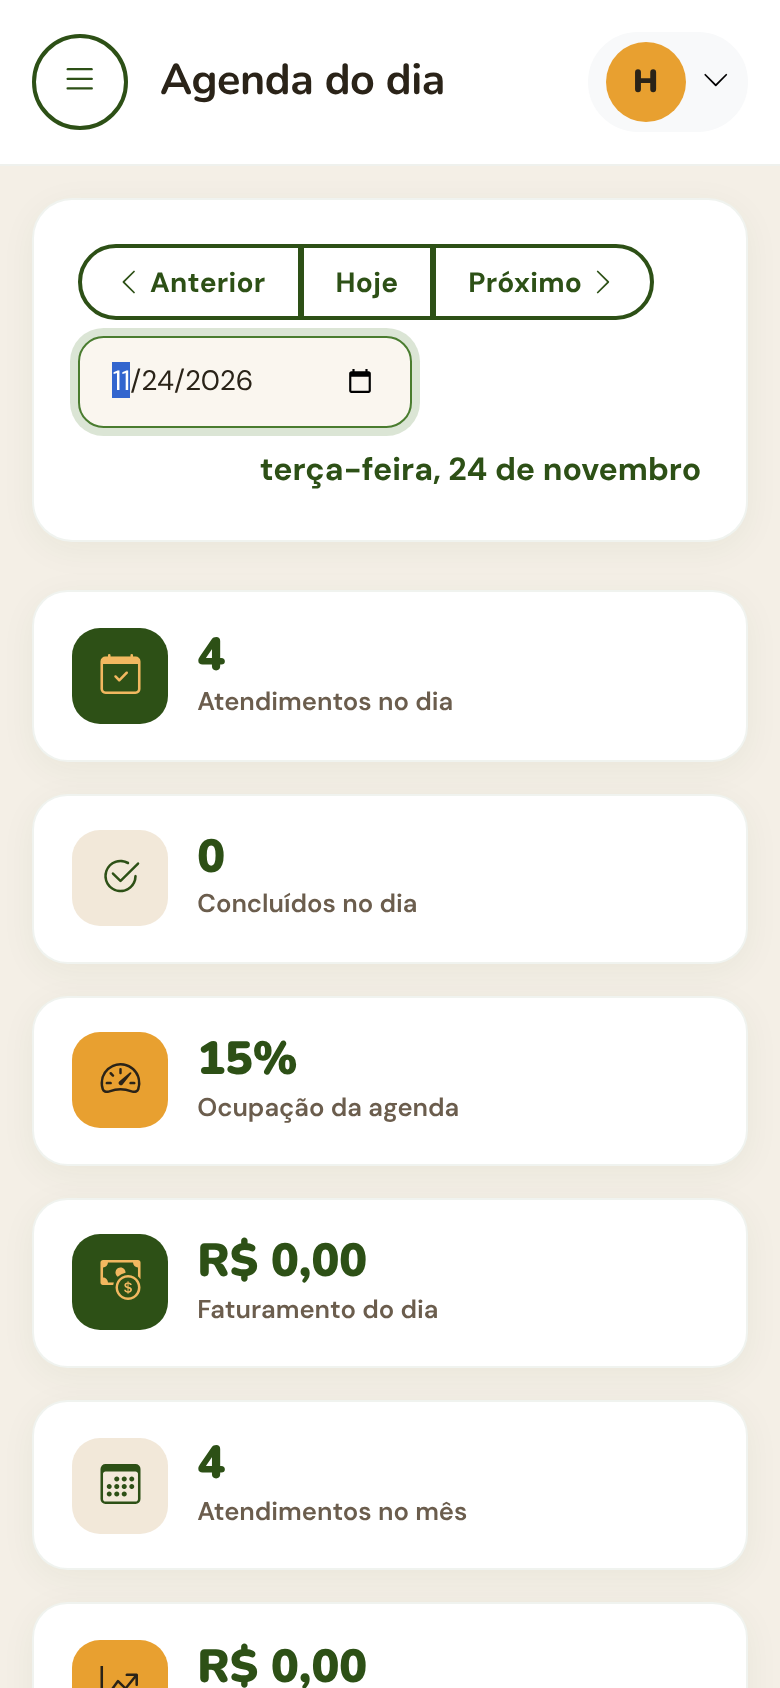 Agenda do dia
H
Anterior
Hoje
Próximo
11/24/2026
terça-feira, 24 de novembro
4
Atendimentos no dia
0
Concluídos no dia
15%
Ocupação da agenda
R$ 0,00
Faturamento do dia
4
Atendimentos no mês
R$ 0,00